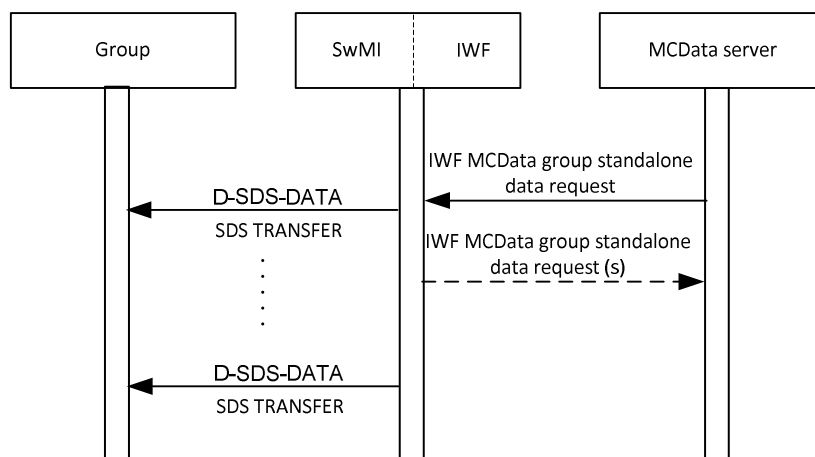 Group
SwMI
IWF
MCData server
IWF MCData group standalone
data request
D-SDS-DATA
SDS TRANSFER
IWF MCData group standalone
data request (s)
D-SDS-DATA
SDS TRANSFER